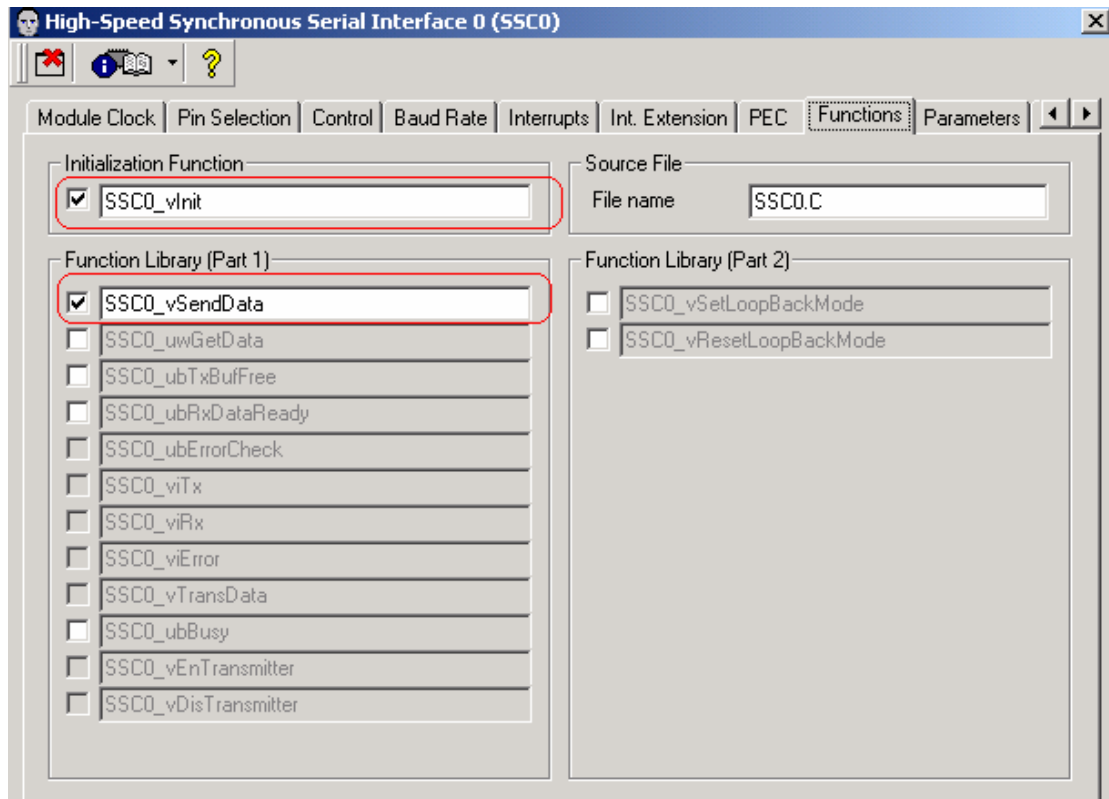 High-Speed Synchronous Serial Interface 0 (SSC0)
Module Clock Pin Selection Control Baud Rate Interrupts Int. Extension PEC Functions Parameters
Initialization Function
SSC0_vInit
Source File
File name SSC0.C
Function Library (Part 1)
SSC0_vSendData
SSC0_uwGetData
SSC0_ubTxBufFree
SSC0_ubRxDataReady
SSC0_ubErrorCheck
SSC0_viTx
SSC0_viRx
SSC0_viError
SSC0_vTransData
SSC0_ubBusy
SSC0_vEnTransmitter
SSC0_vDisTransmitter
Function Library (Part 2)
SSC0_vSetLoopBackMode
SSC0_vResetLoopBackMode